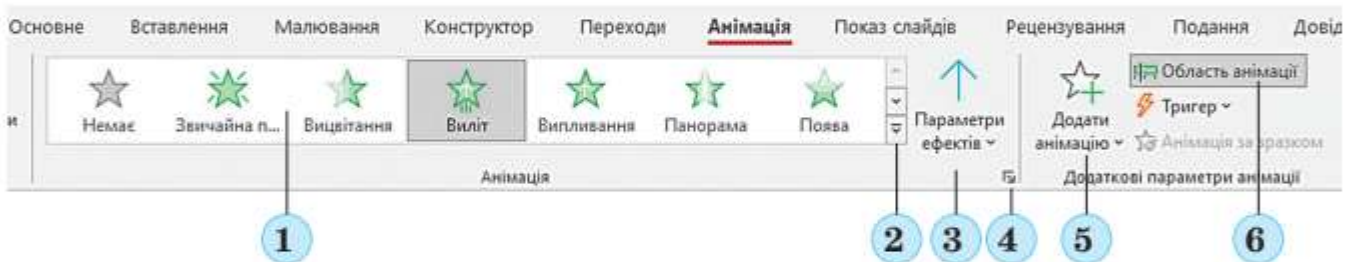 Основне Вставлення Малювання Конструктор Переходи Анімація Показ слайдів Рецензування Подання Довід
и Немає Звичайна п... Вицвітання Виліт Випливання Панорама Поява
Параметри
ефектів
Додати
анімацію
Область анімації
Тригер
Анімація за зразком
Анімація
Додаткові параметри анімації
1 2 3 4 5 6